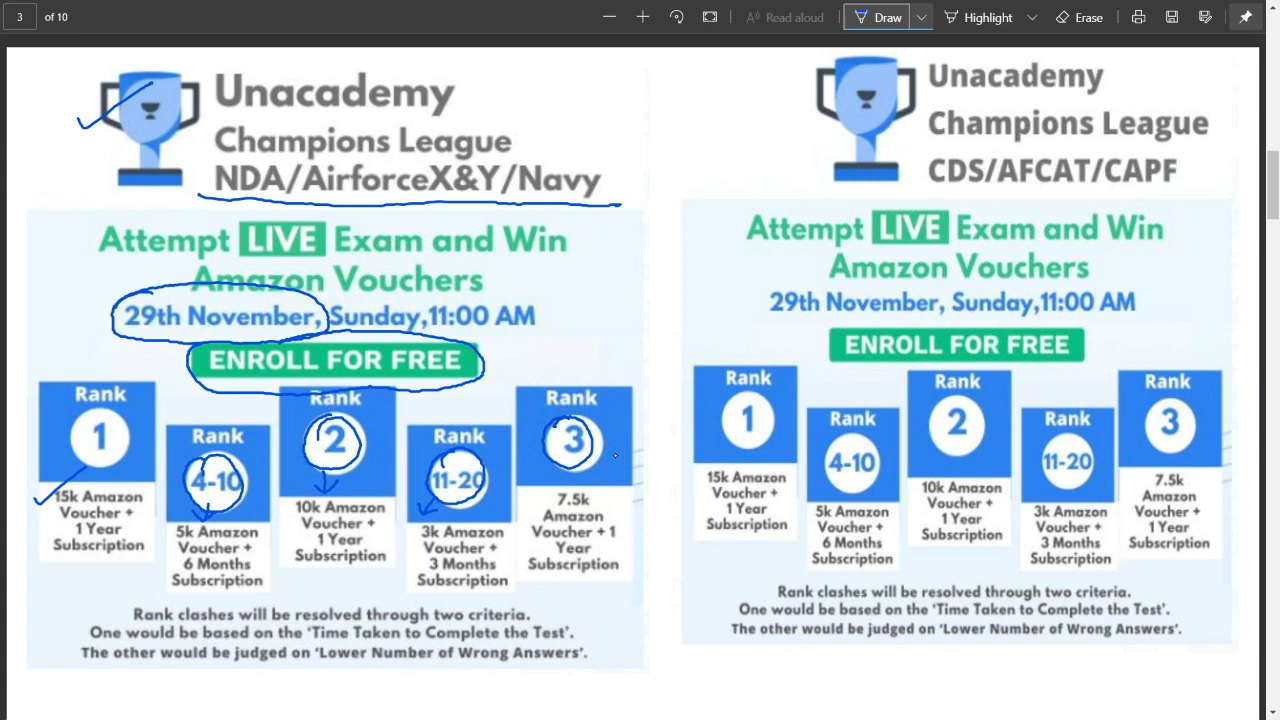 3 of 10
Read aloud
Draw
Highlight
Erase
Unacademy
Champions League
NDA/AirforceX&Y/Navy
Attempt LIVE Exam and Win
Amazon Vouchers
29th November, Sunday,11:00 AM
ENROLL FOR FREE
Rank
1
15k Amazon
Voucher +
1 Year
Subscription
Rank
4-10
5k Amazon
Voucher +
6 Months
Subscription
Rank
2
10k Amazon
Voucher +
1 Year
Subscription
Rank
11-20
3k Amazon
Voucher +
3 Months
Subscription
Rank
3
7.5k
Amazon
Voucher + 1
Year
Subscription
Rank clashes will be resolved through two criteria.
One would be based on the ‘Time Taken to Complete the Test’.
The other would be judged on ‘Lower Number of Wrong Answers’.
Unacademy
Champions League
CDS/AFCAT/CAPF
Attempt LIVE Exam and Win
Amazon Vouchers
29th November, Sunday,11:00 AM
ENROLL FOR FREE
Rank
1
15k Amazon
Voucher +
1 Year
Subscription
Rank
4-10
5k Amazon
Voucher +
6 Months
Subscription
Rank
2
10k Amazon
Voucher +
1 Year
Subscription
Rank
11-20
3k Amazon
Voucher +
3 Months
Subscription
Rank
3
7.5k
Amazon
Voucher +
1 Year
Subscription
Rank clashes will be resolved through two criteria.
One would be based on the ‘Time Taken to Complete the Test’.
The other would be judged on ‘Lower Number of Wrong Answers’.